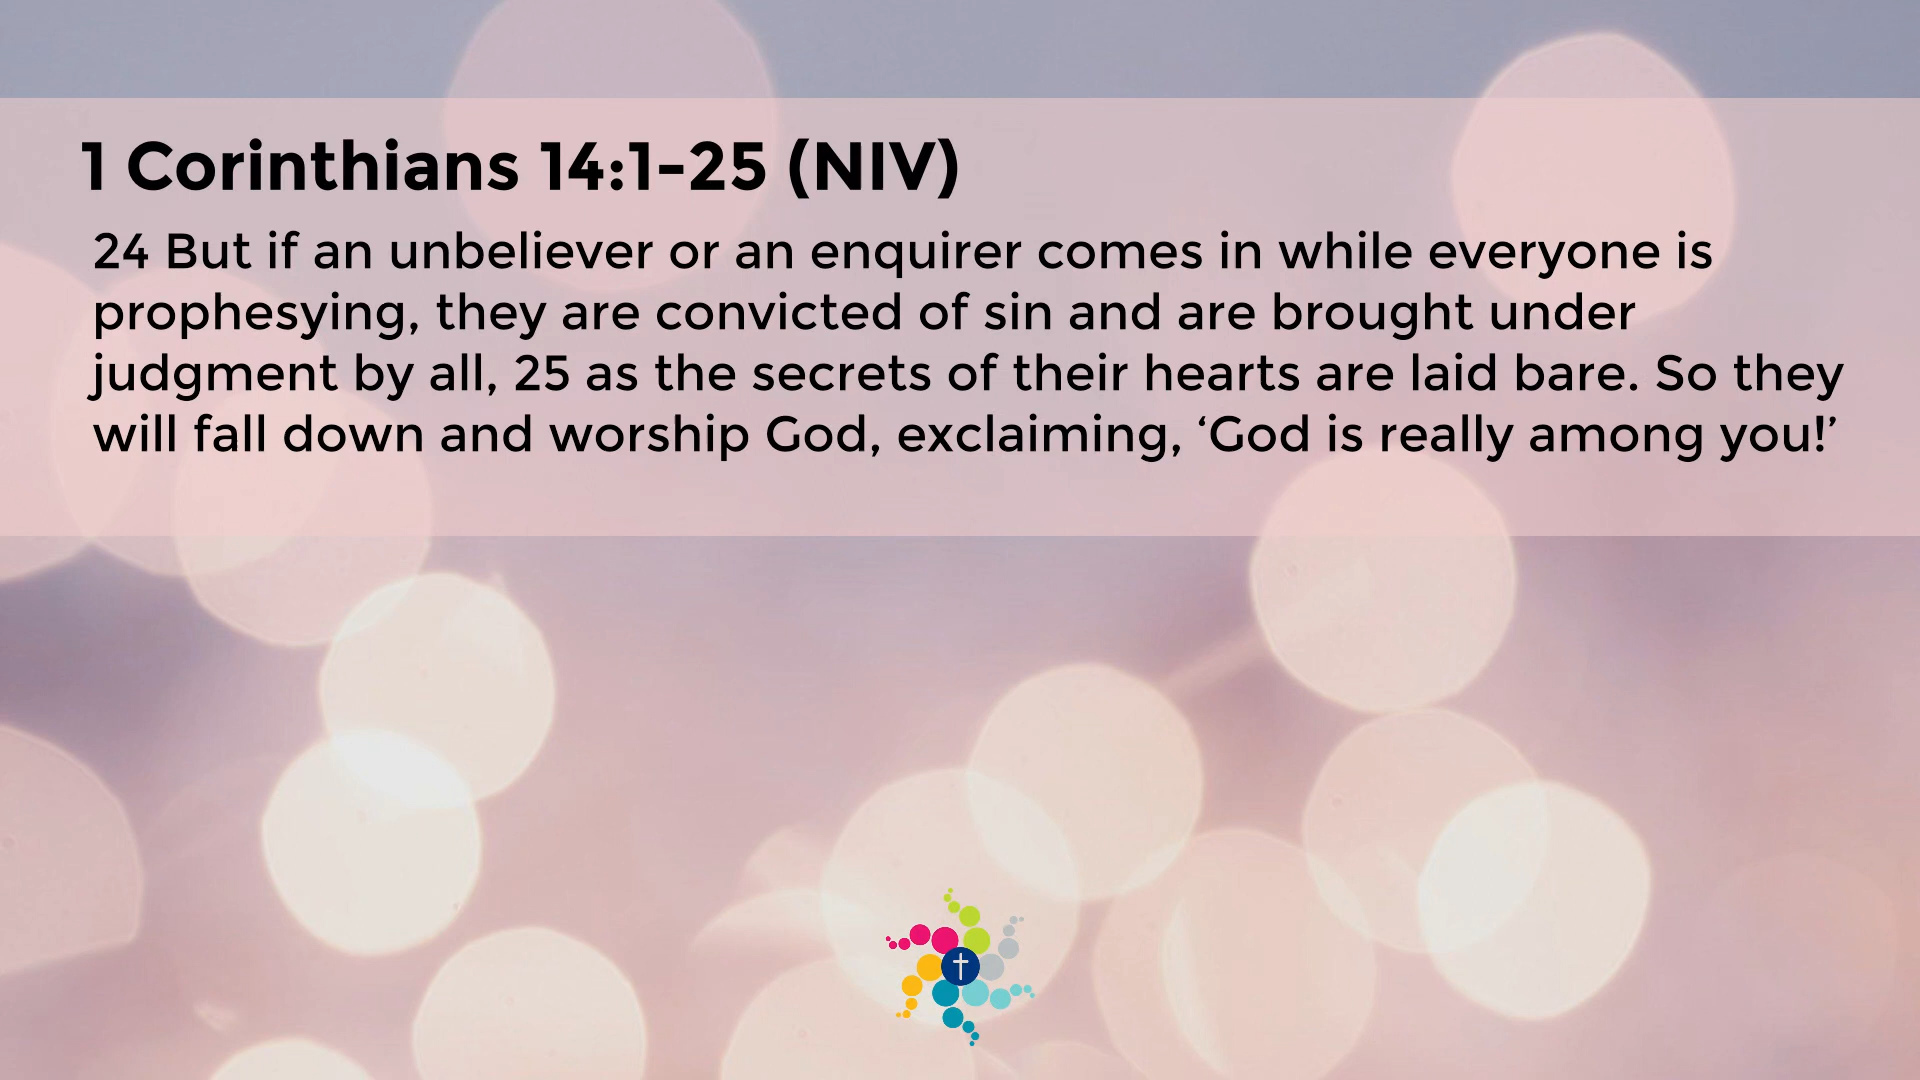 1 Corinthians 14:1-25 (NIV)
24 But if an unbeliever or an enquirer comes in while everyone is
prophesying, they are convicted of sin and are brought under
judgment by all, 25 as the secrets of their hearts are laid bare. So they
will fall down and worship God, exclaiming, ‘God is really among you!’